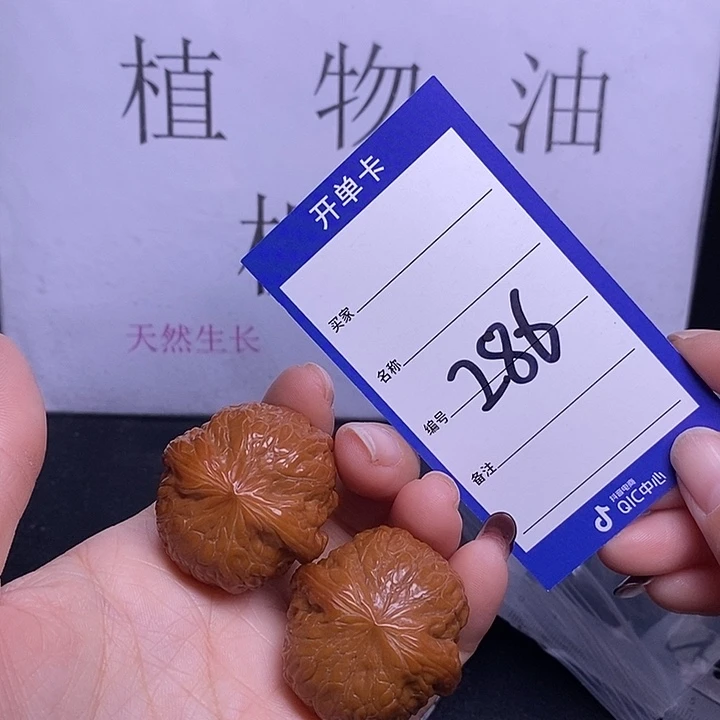 植物油
天然生长
开单卡
买家
名称
编号 286
备注
抖音电商
QIC中心